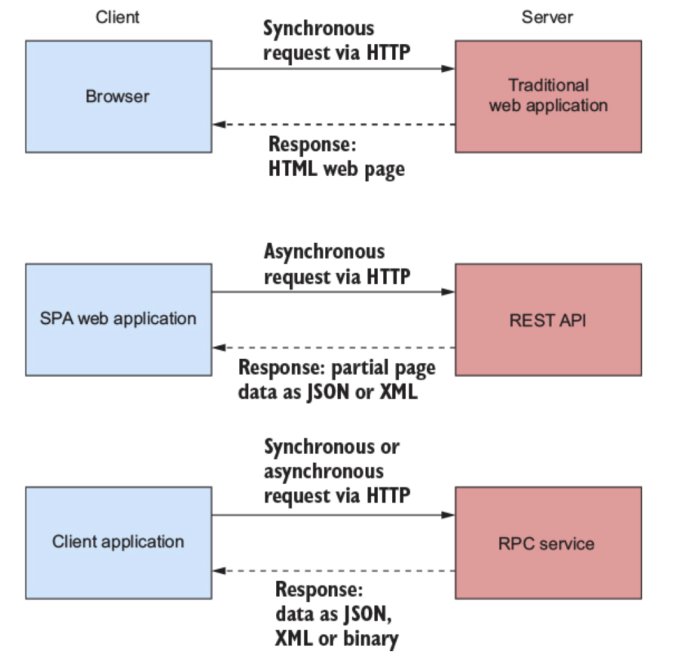 Client
Server
Synchronous
request via HTTP
Browser
Traditional
web application
Response:
HTML web page
Asynchronous
request via HTTP
SPA web application
REST API
Response: partial page
data as JSON or XML
Synchronous or
asynchronous
request via HTTP
Client application
RPC service
Response:
data as JSON,
XML or binary